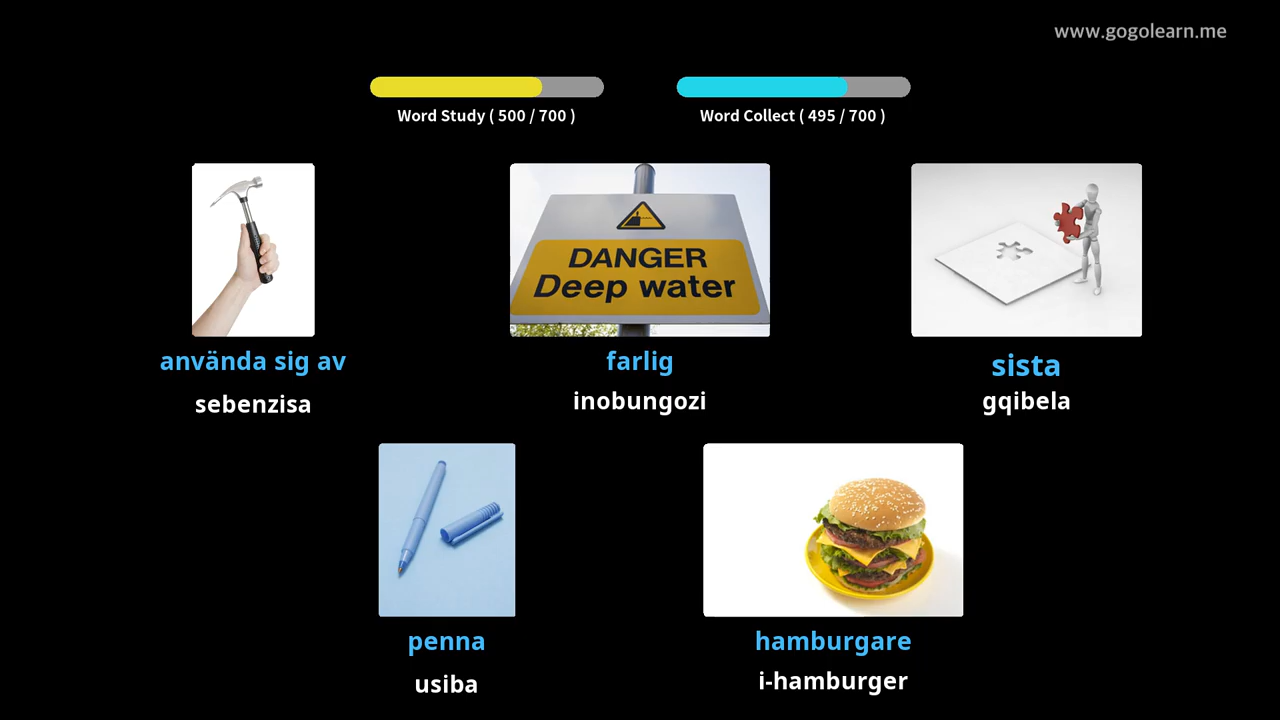 www.gogolearn.me
Word Study ( 500 / 700 )
Word Collect ( 495 / 700 )
DANGER
Deep water
använda sig av
farlig
sista
sebenzisa
inobungozi
gqibela
penna
hamburgare
usiba
i-hamburger